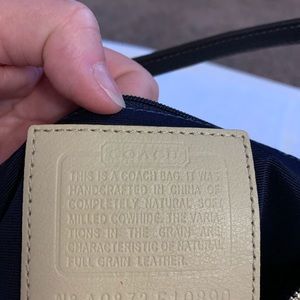 COACH
THIS IS A COACH BAG. IT WAS
HANDCRAFTED IN CHINA OF
COMPLETELY NATURAL SOFT
MILLED COWHIDE. THE VARIA-
TIONS IN THE GRAIN ARE
CHARACTERISTIC OF NATURAL
FULL GRAIN LEATHER.